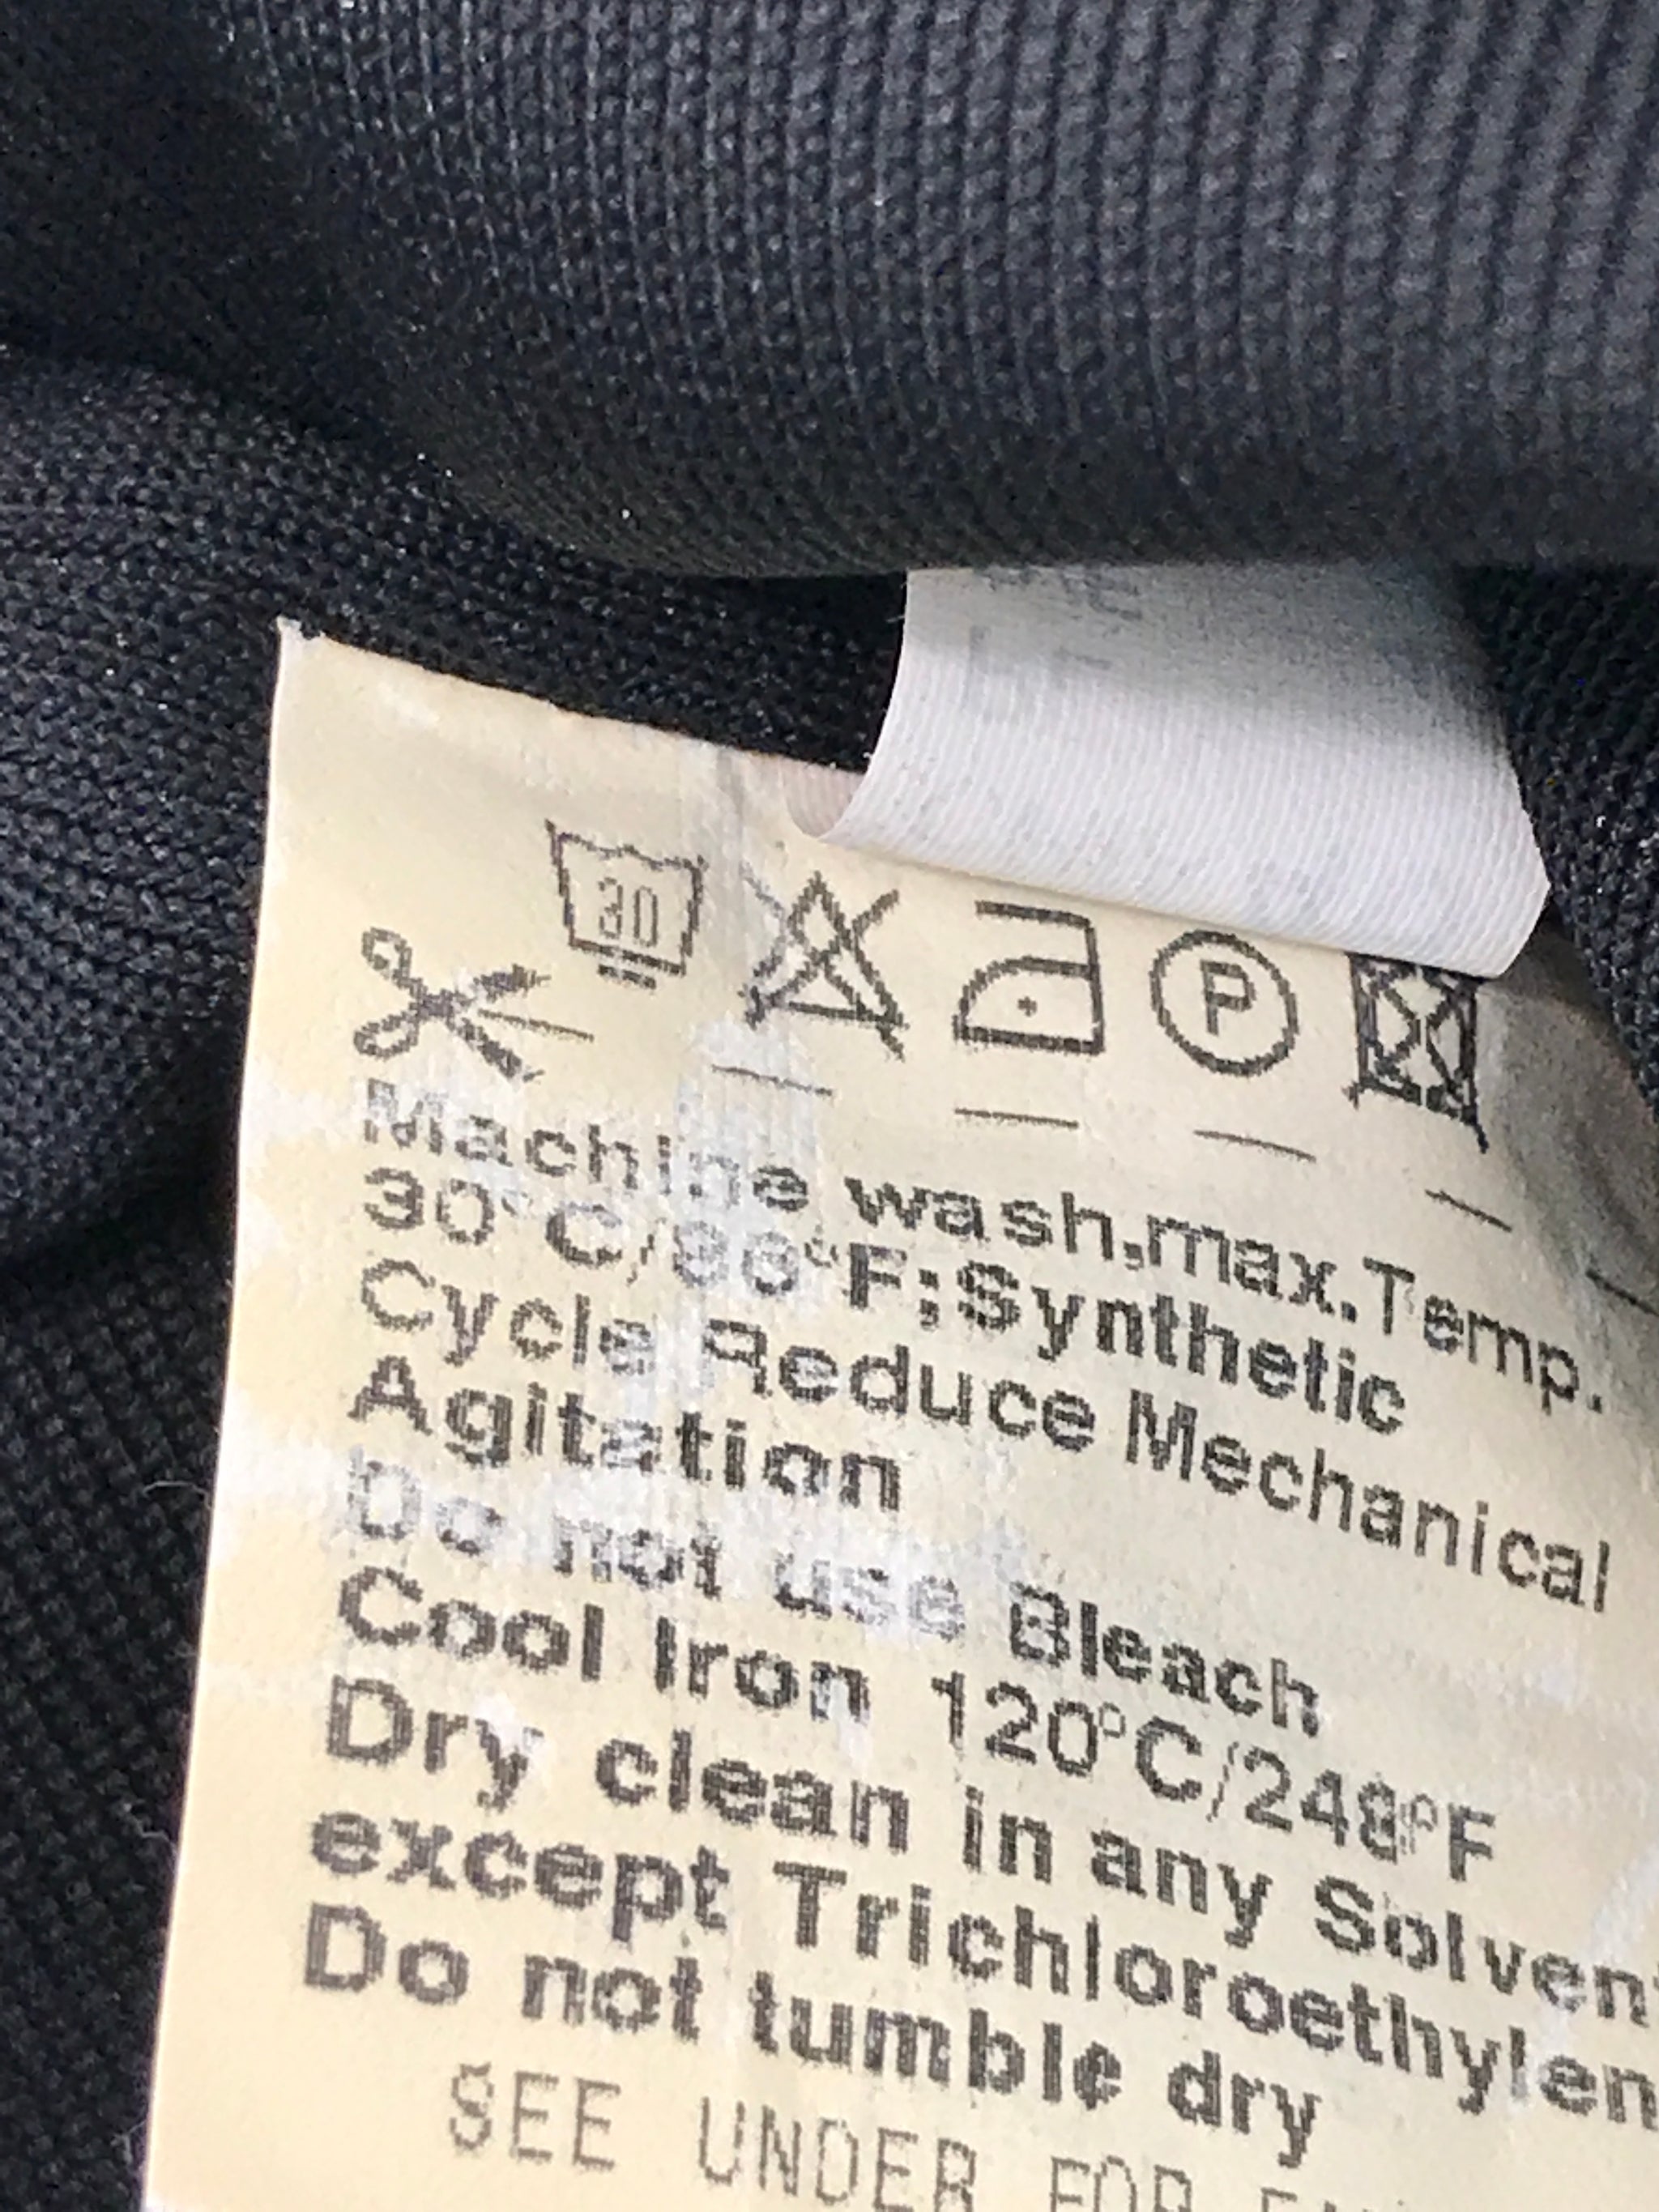 30
P
Machine wash,max.Temp.
30°C/86°F;Synthetic
Cycle Reduce Mechanical
Agitation
Do not use Bleach
Cool Iron 120°C/248°F
Dry clean in any Solvent
except Trichloroethylen
Do not tumble dry
SEE UNDER FOR